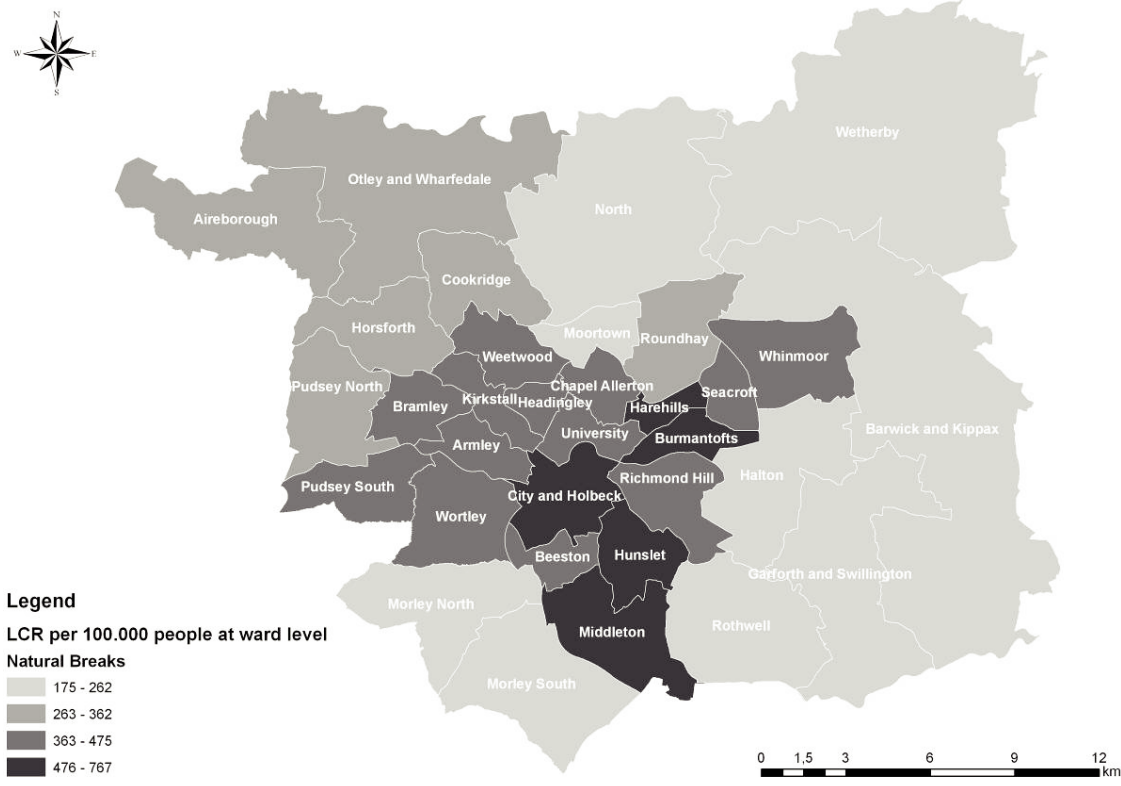 N
W
E
S
Wetherby
Otley and Wharfedale
North
Aireborough
Cookridge
Horsforth
Moortown
Roundhay
Weetwood
Whinmoor
Pudsey North
Chapel Allerton
Seacroft
Kirkstall
Headingley
Bramley
Harehills
University
Barwick and Kippax
Armley
Burmantofts
Richmond Hill
Halton
Pudsey South
City and Holbeck
Wortley
Beeston
Hunslet
Garforth and Swillington
Morley North
Rothwell
Middleton
Morley South
Legend
LCR per 100.000 people at ward level
Natural Breaks
175 - 262
263 - 362
363 - 475
476 - 767
0 1,5 3 6 9 12
km